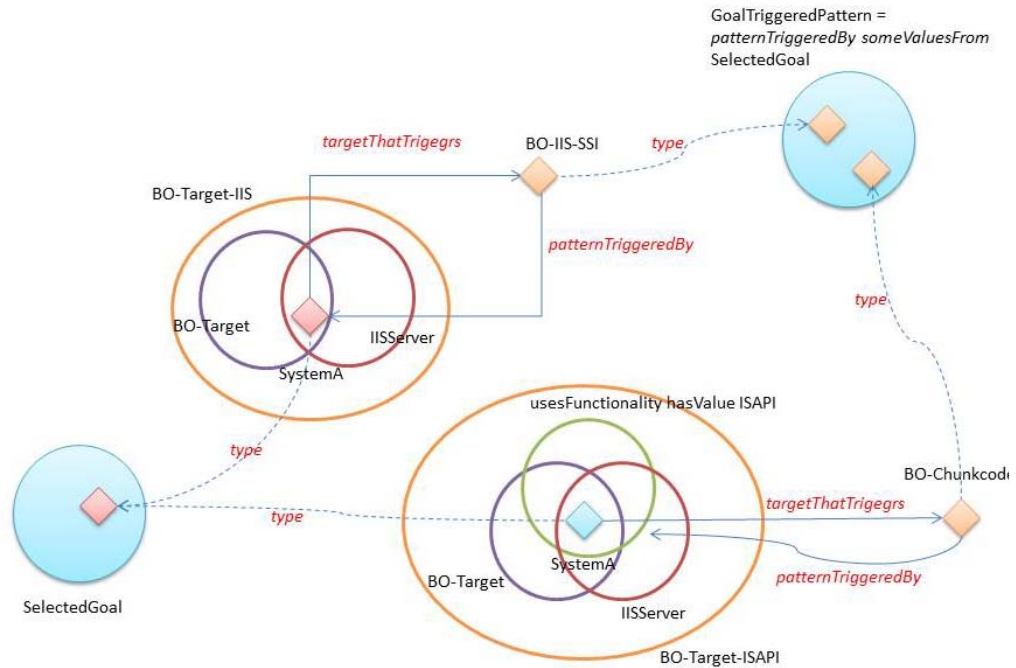 GoalTriggeredPattern =
patternTriggeredBy someValuesFrom
SelectedGoal
targetThatTrigegrs
BO-IIS-SSI
type
BO-Target-IIS
patternTriggeredBy
type
BO-Target
IISServer
SystemA
usesFunctionality hasValue ISAPI
type
BO-Chunkcode
type
targetThatTrigegrs
SystemA
BO-Target
patternTriggeredBy
SelectedGoal
IISServer
BO-Target-ISAPI